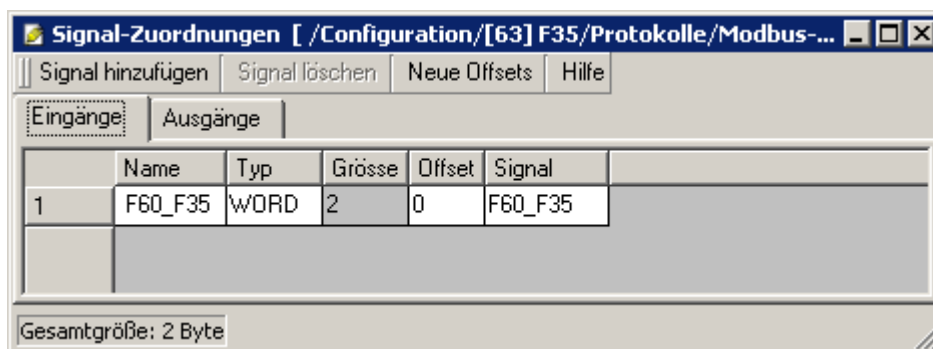 Signal-Zuordnungen [ /Configuration/[63] F35/Protokolle/Modbus-...
Signal hinzufügen Signal löschen Neue Offsets Hilfe
Eingänge Ausgänge
Name Typ Grösse Offset Signal
1 F60_F35 WORD 2 0 F60_F35
Gesamtgröße: 2 Byte